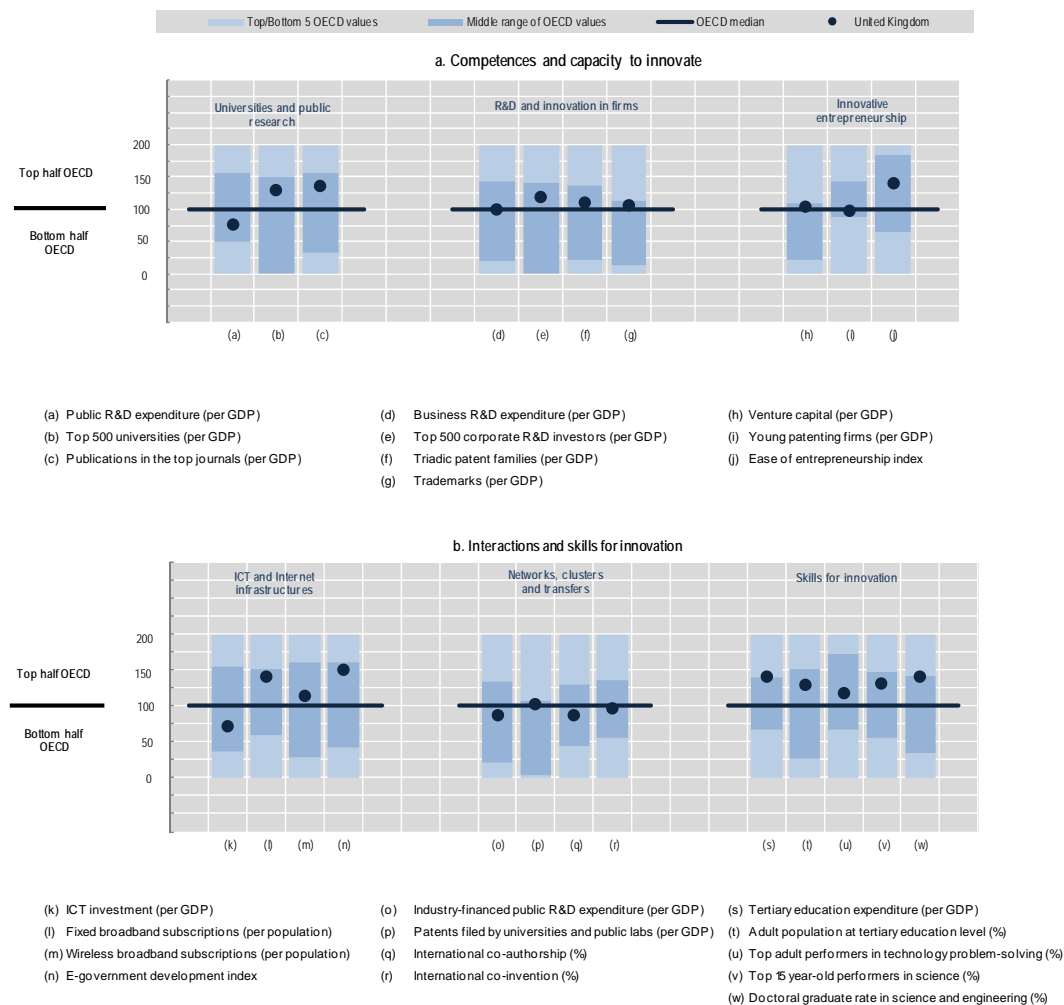 Top/Bottom 5 OECD values Middle range of OECD values OECD median United Kingdom
a. Competences and capacity to innovate
Universities and public
research
R&D and innovation in firms
Innovative
entrepreneurship
200
150
100
50
0
Top half OECD
Bottom half
OECD
(a) (b) (c) (d) (e) (f) (g) (h) (i) (j)
(a) Public R&D expenditure (per GDP)
(b) Top 500 universities (per GDP)
(c) Publications in the top journals (per GDP)
(d) Business R&D expenditure (per GDP)
(e) Top 500 corporate R&D investors (per GDP)
(f) Triadic patent families (per GDP)
(g) Trademarks (per GDP)
(h) Venture capital (per GDP)
(i) Young patenting firms (per GDP)
(j) Ease of entrepreneurship index
b. Interactions and skills for innovation
ICT and Internet
infrastructures
Networks, clusters
and transfers
Skills for innovation
200
150
100
50
0
Top half OECD
Bottom half
OECD
(k) (l) (m) (n) (o) (p) (q) (r) (s) (t) (u) (v) (w)
(k) ICT investment (per GDP)
(l) Fixed broadband subscriptions (per population)
(m) Wireless broadband subscriptions (per population)
(n) E-government development index
(o) Industry-financed public R&D expenditure (per GDP)
(p) Patents filed by universities and public labs (per GDP)
(q) International co-authorship (%)
(r) International co-invention (%)
(s) Tertiary education expenditure (per GDP)
(t) Adult population at tertiary education level (%)
(u) Top adult performers in technology problem-solving (%)
(v) Top 15 year-old performers in science (%)
(w) Doctoral graduate rate in science and engineering (%)